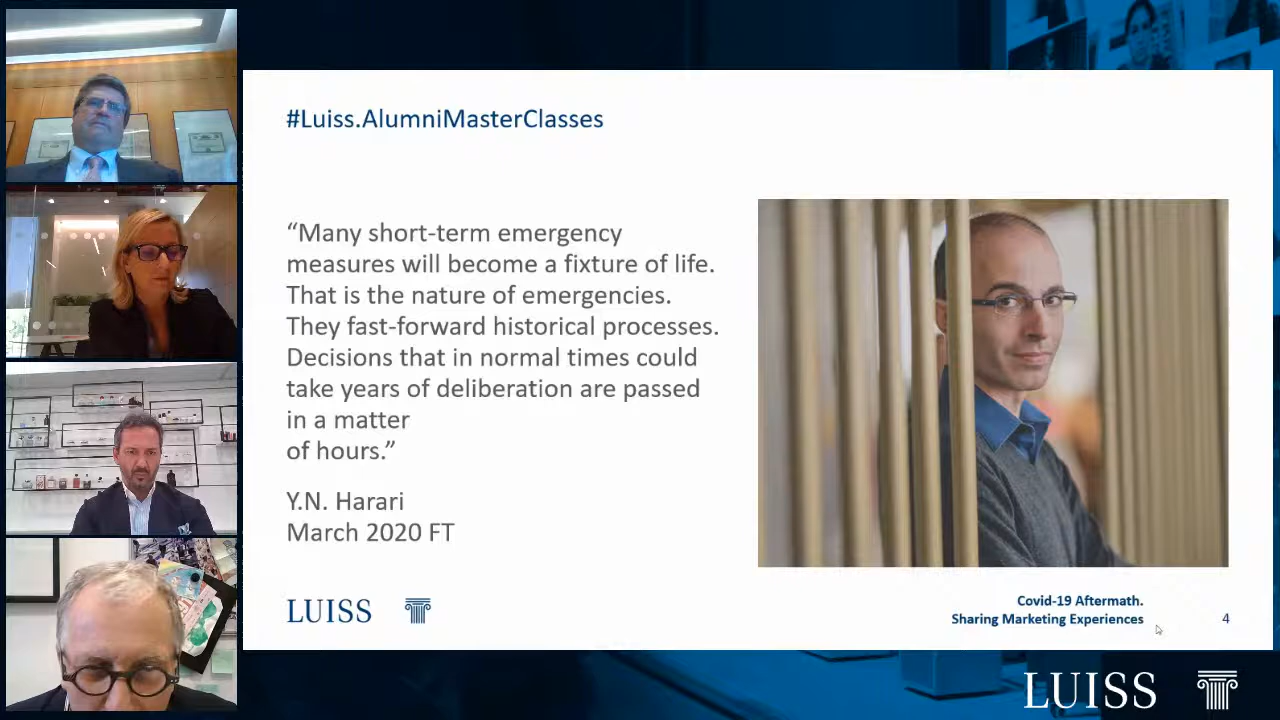 #Luiss.AlumniMasterClasses
“Many short-term emergency
measures will become a fixture of life.
That is the nature of emergencies.
They fast-forward historical processes.
Decisions that in normal times could
take years of deliberation are passed
in a matter
of hours.”
Y.N. Harari
March 2020 FT
LUISS
Covid-19 Aftermath.
Sharing Marketing Experiences
4
LUISS